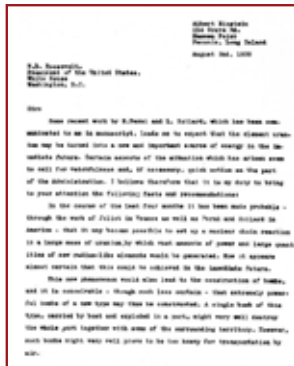 Albert Einstein
Old Grove Rd.
Nassau Point
Peconic, Long Island
August 2nd, 1939
F.D. Roosevelt,
President of the United States,
White House
Washington, D.C.
Sir:
Some recent work by E.Fermi and L. Szilard, which has been com-
municated to me in manuscript, leads me to expect that the element uran-
ium may be turned into a new and important source of energy in the im-
mediate future. Certain aspects of the situation which has arisen seem
to call for watchfulness and, if necessary, quick action on the part
of the Administration. I believe therefore that it is my duty to bring
to your attention the following facts and recommendations:
In the course of the last four months it has been made probable -
through the work of Joliot in France as well as Fermi and Szilard in
America - that it may become possible to set up a nuclear chain reaction
in a large mass of uranium,by which vast amounts of power and large quant-
ities of new radium-like elements would be generated. Now it appears
almost certain that this could be achieved in the immediate future.
This new phenomenon would also lead to the construction of bombs,
and it is conceivable - though much less certain - that extremely power-
ful bombs of a new type may thus be constructed. A single bomb of this
type, carried by boat and exploded in a port, might very well destroy
the whole port together with some of the surrounding territory. However,
such bombs might very well prove to be too heavy for transportation by
air.